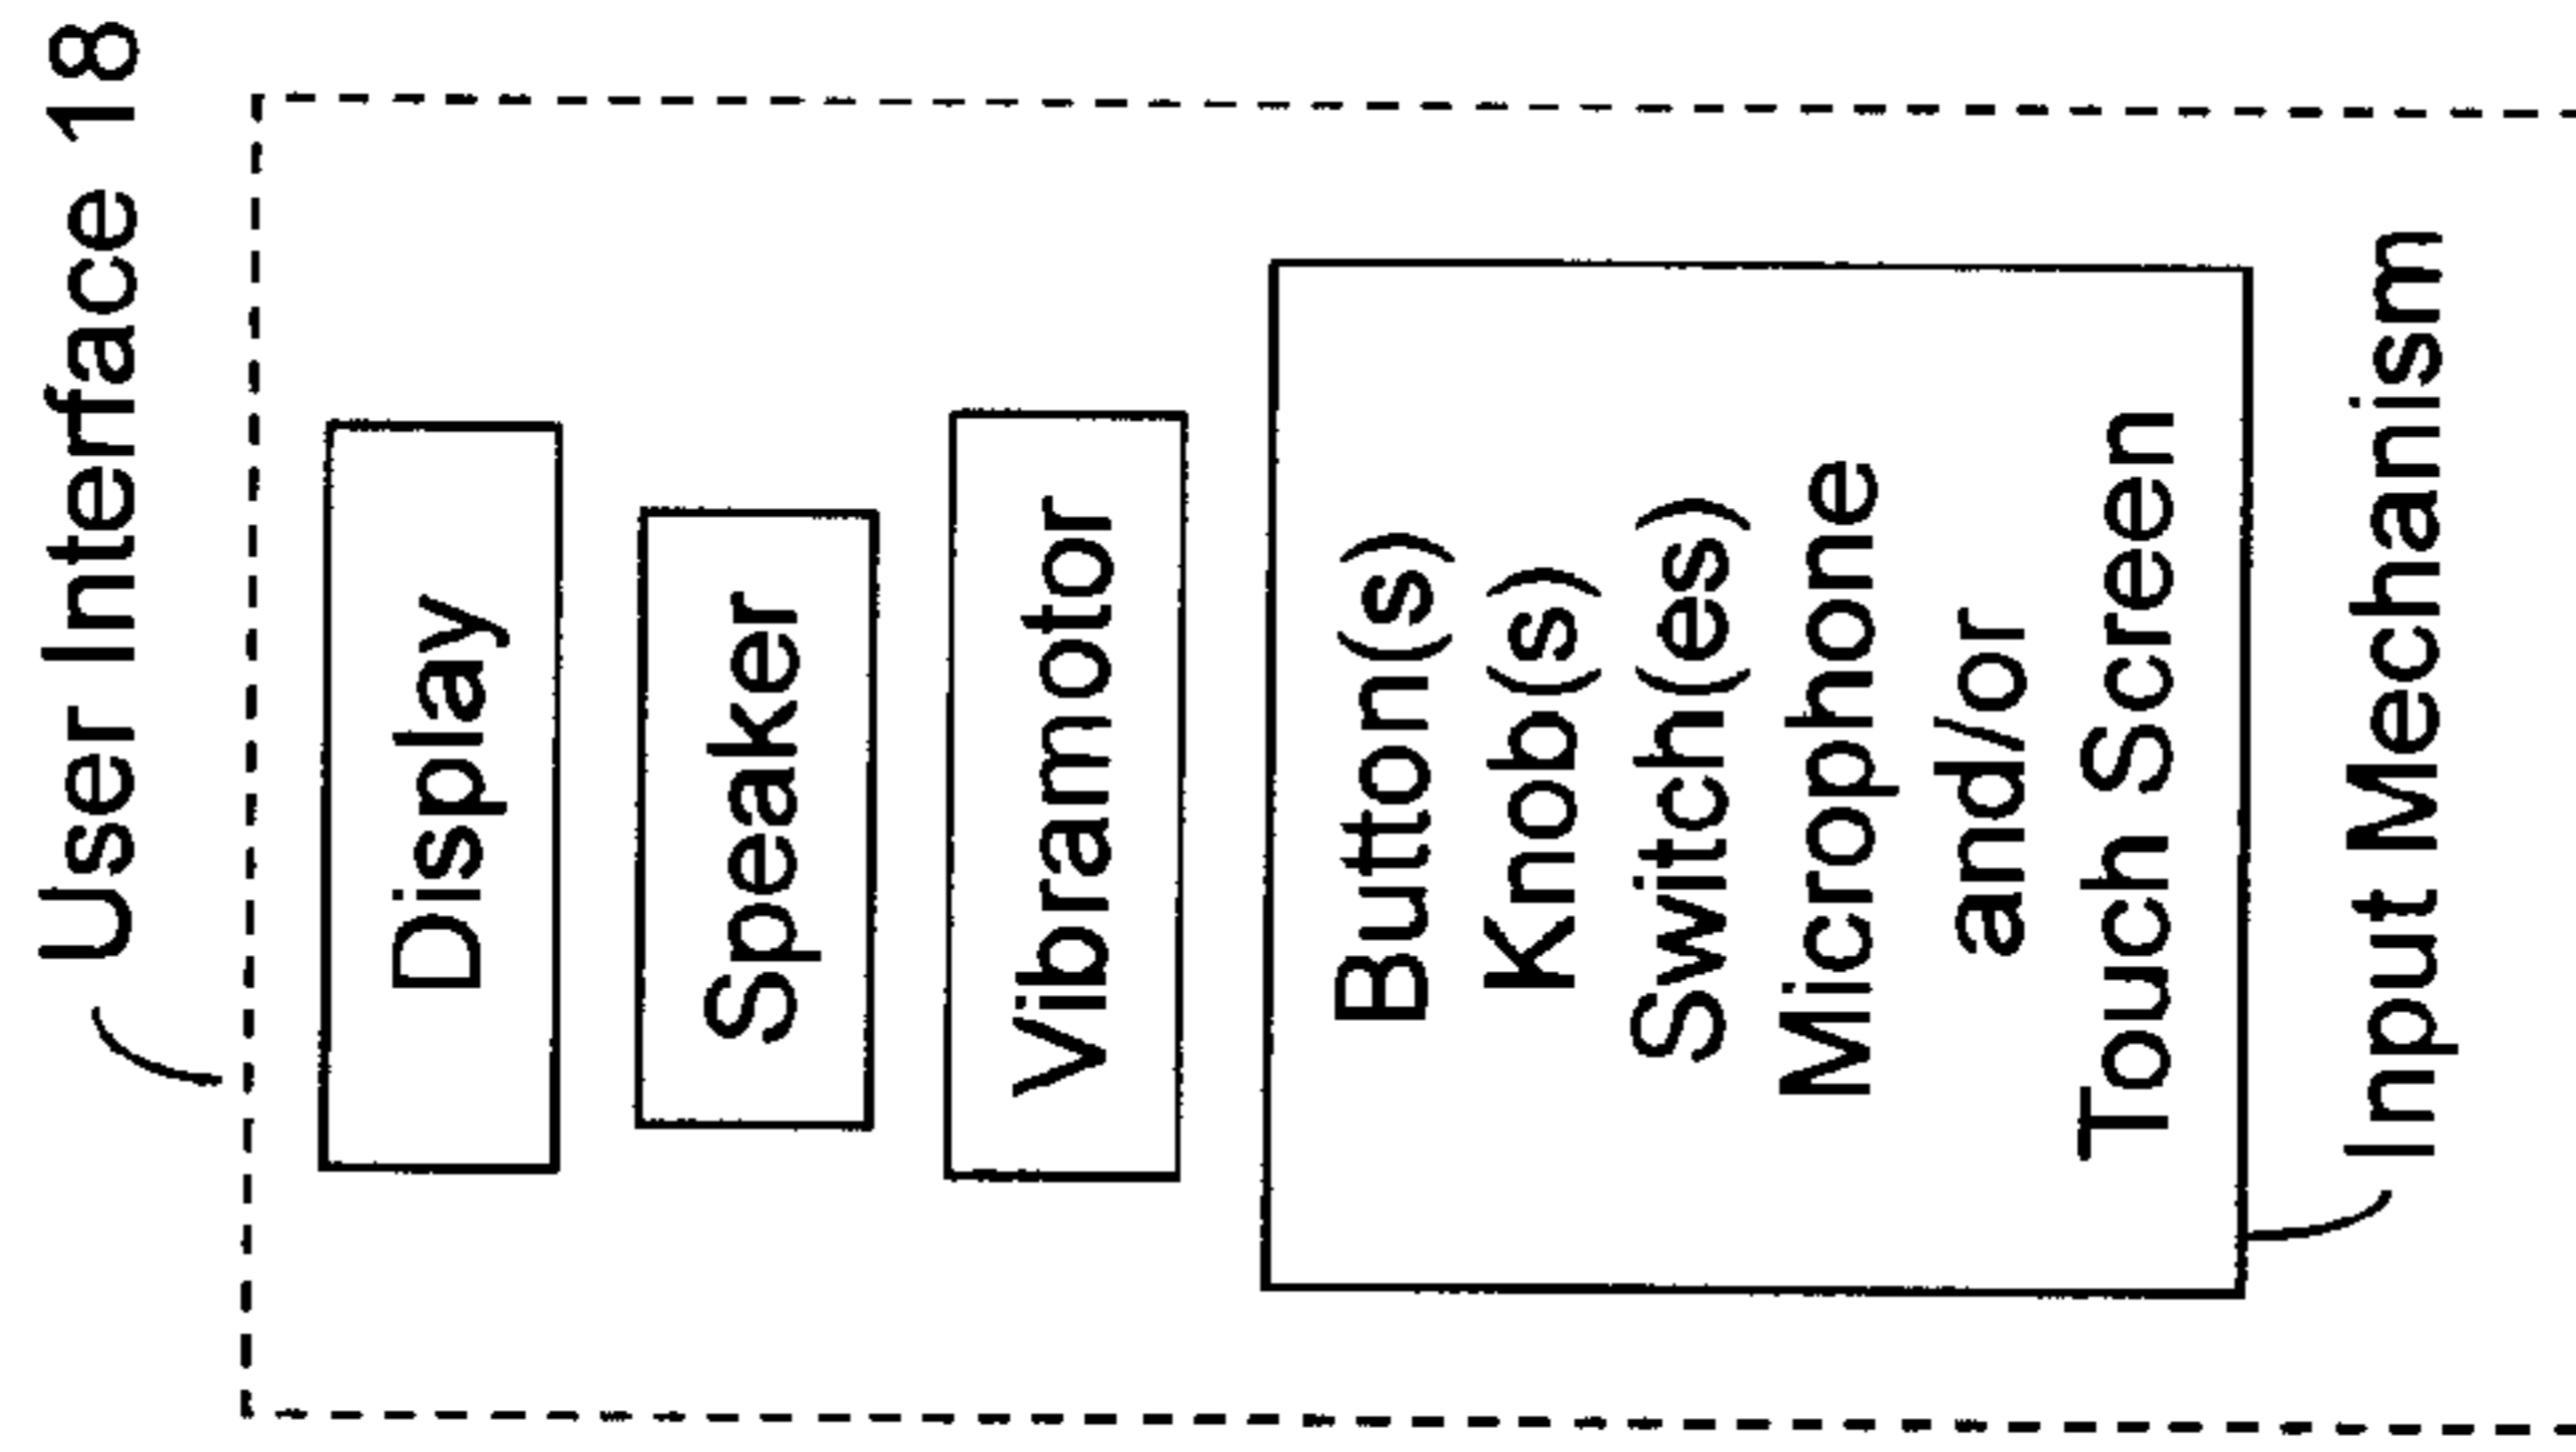 User Interface 18
Display
Speaker
Vibramotor
Button(s)
Knob(s)
Switch(es)
Microphone
and/or
Touch Screen
Input Mechanism